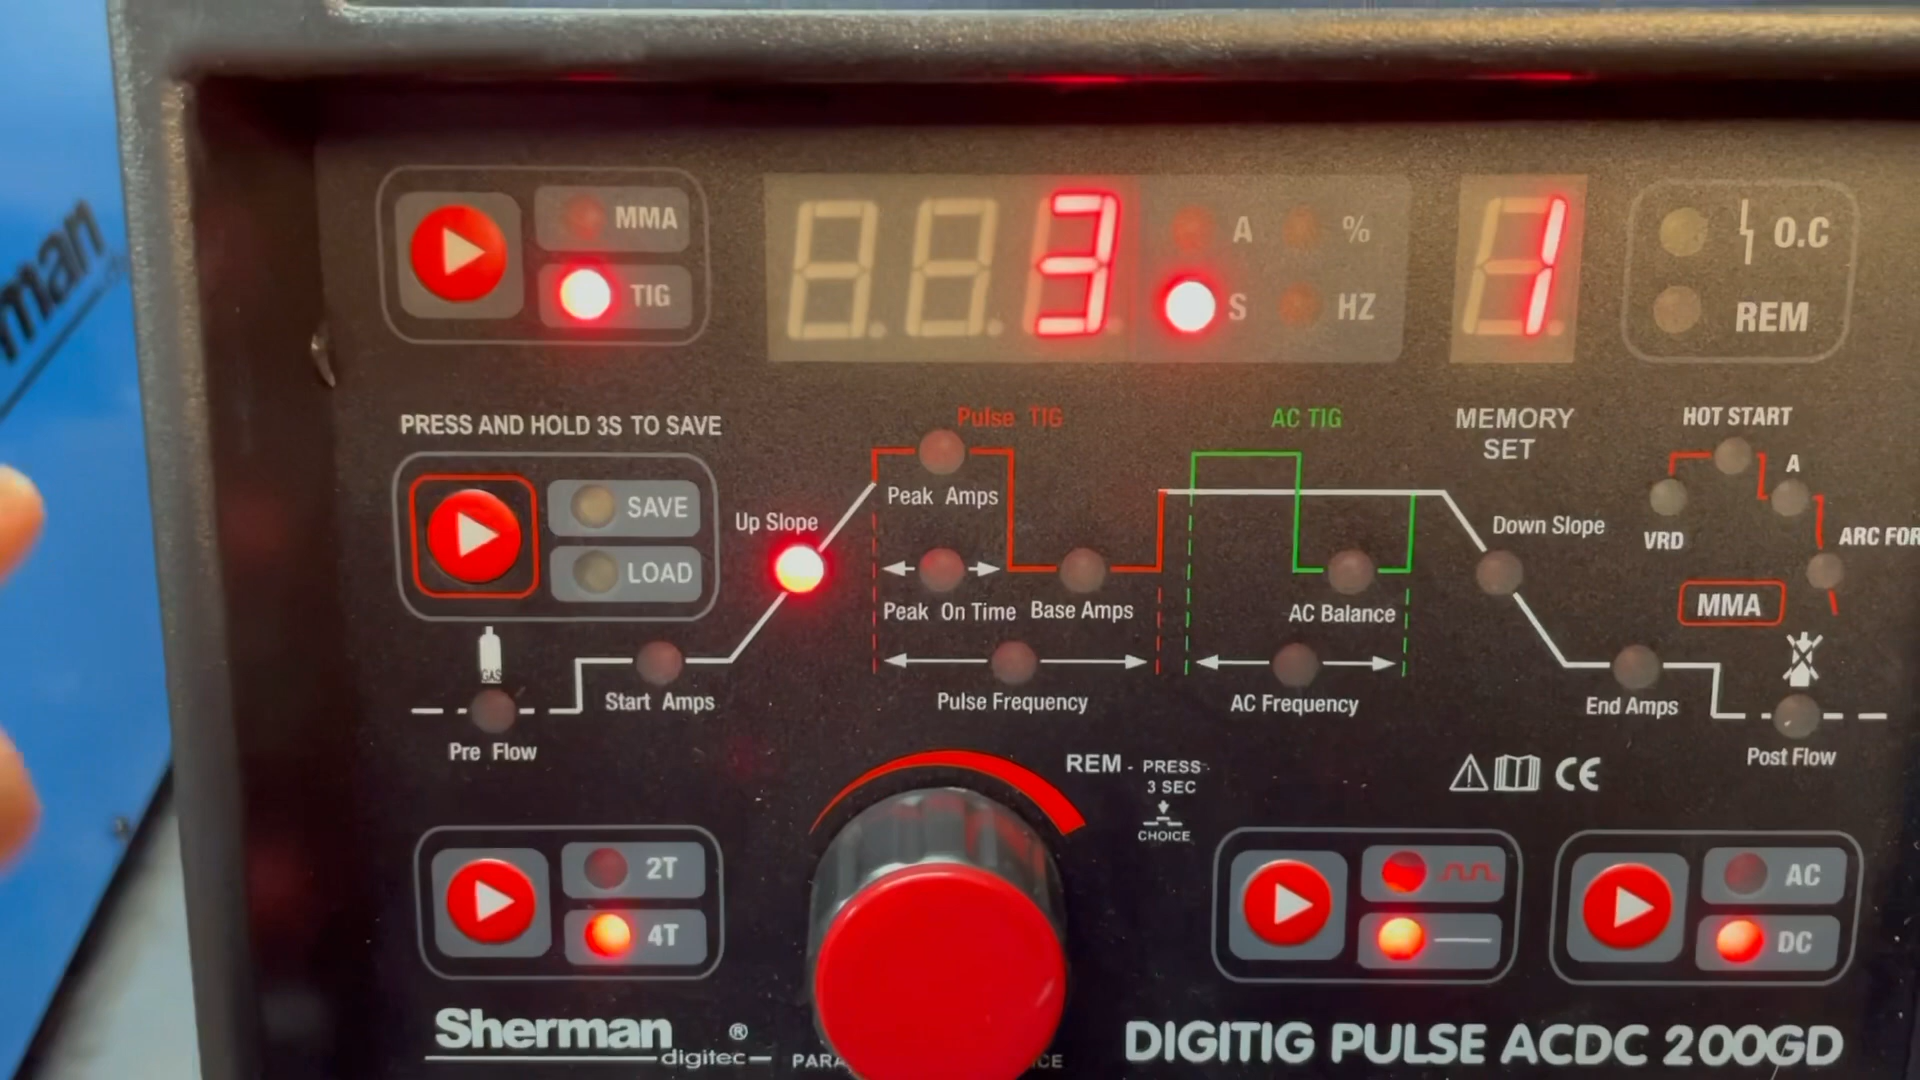 man
MMA
TIG
3
A
%
S
HZ
1
O.C
REM
PRESS AND HOLD 3S TO SAVE
SAVE
LOAD
Pulse TIG
AC TIG
MEMORY
SET
HOT START
A
VRD
MMA
Up Slope
Peak Amps
Peak On Time
Base Amps
AC Balance
Down Slope
GAS
Pre Flow
Start Amps
Pulse Frequency
AC Frequency
End Amps
Post Flow
REM - PRESS
3 SEC
CHOICE
CE
2T
4T
AC
DC
Sherman ®
digitec
DIGITIG PULSE ACDC 200GD